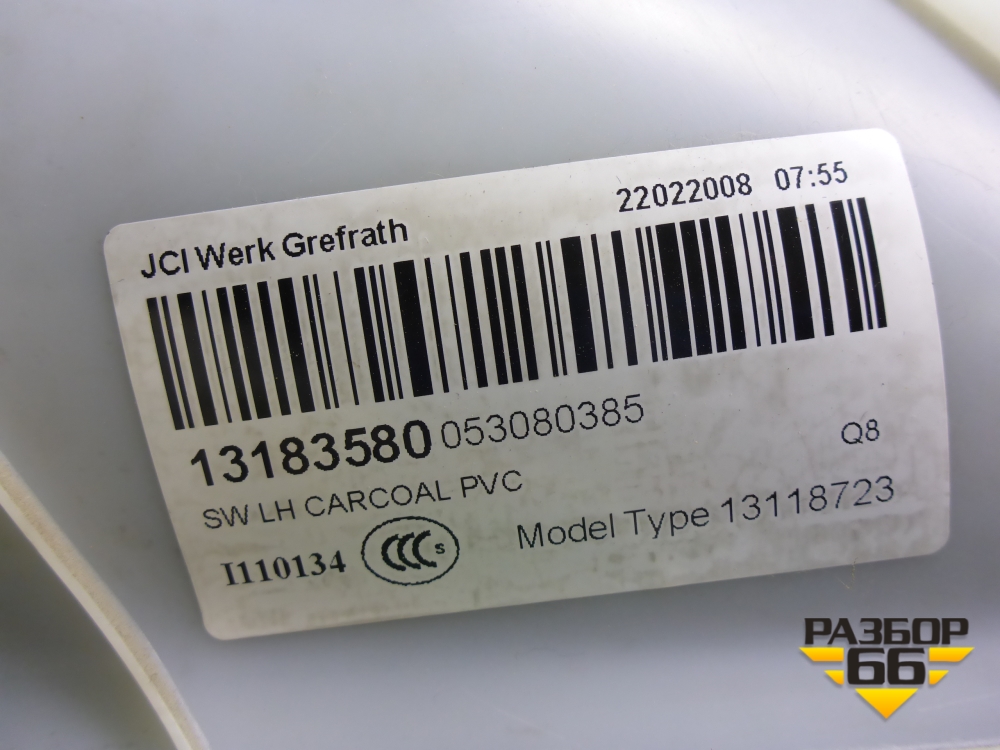 22022008 07:55
JCI Werk Grefrath
13183580 053080385
Q8
SW LH CARCOAL PVC
Model Type 13118723
I110134 CCC S
РАЗБОР
66